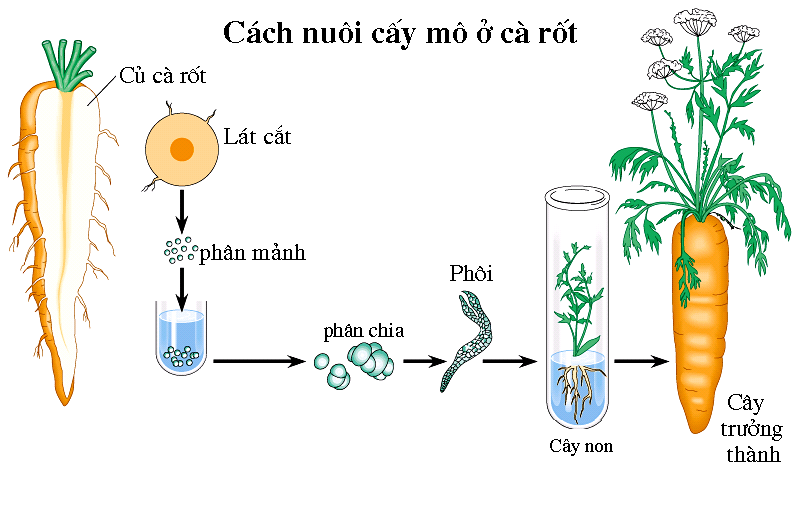 Cách nuôi cấy mô ở cà rốt
Củ cà rốt
Lát cắt
phân mảnh
phân chia
Phôi
Cây non
Cây
trưởng
thành